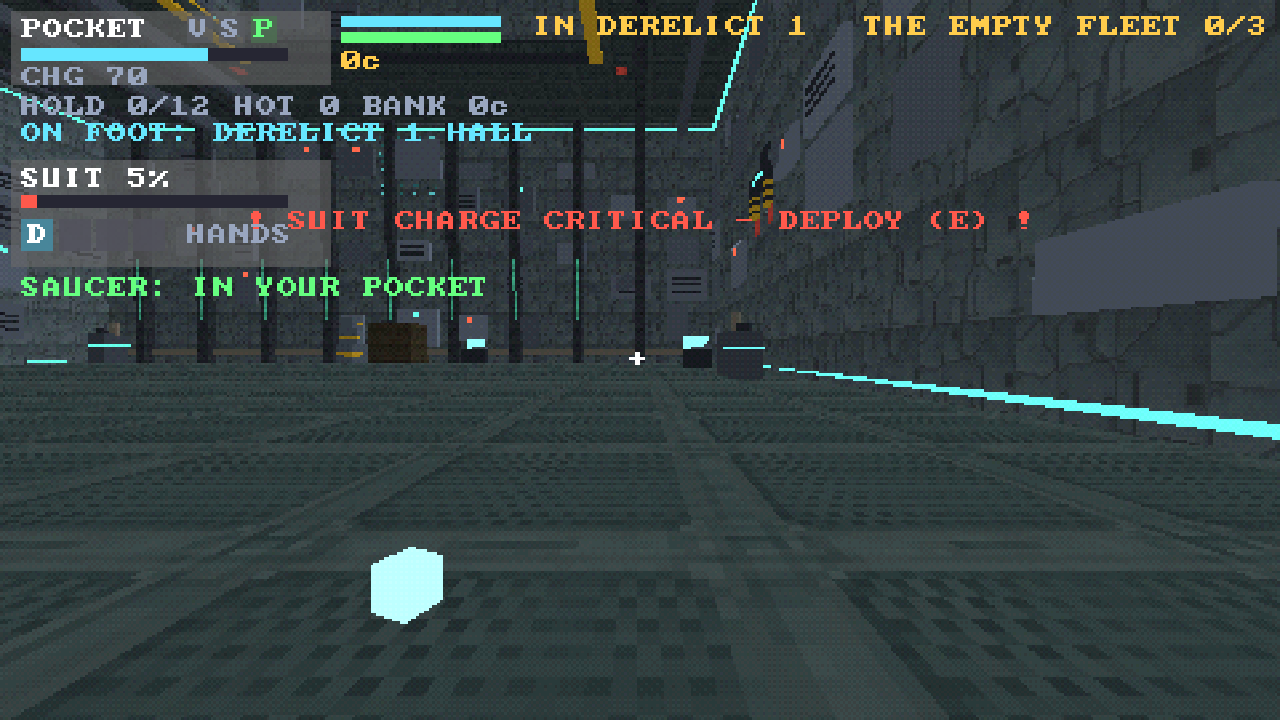 POCKET V S P
IN DERELICT 1 THE EMPTY FLEET 0/3
0c
CHG 70
HOLD 0/12 HOT 0 BANK 0c
ON FOOT: DERELICT 1 HALL
SUIT 5%
! SUIT CHARGE CRITICAL - DEPLOY (E) !
D HANDS
SAUCER: IN YOUR POCKET